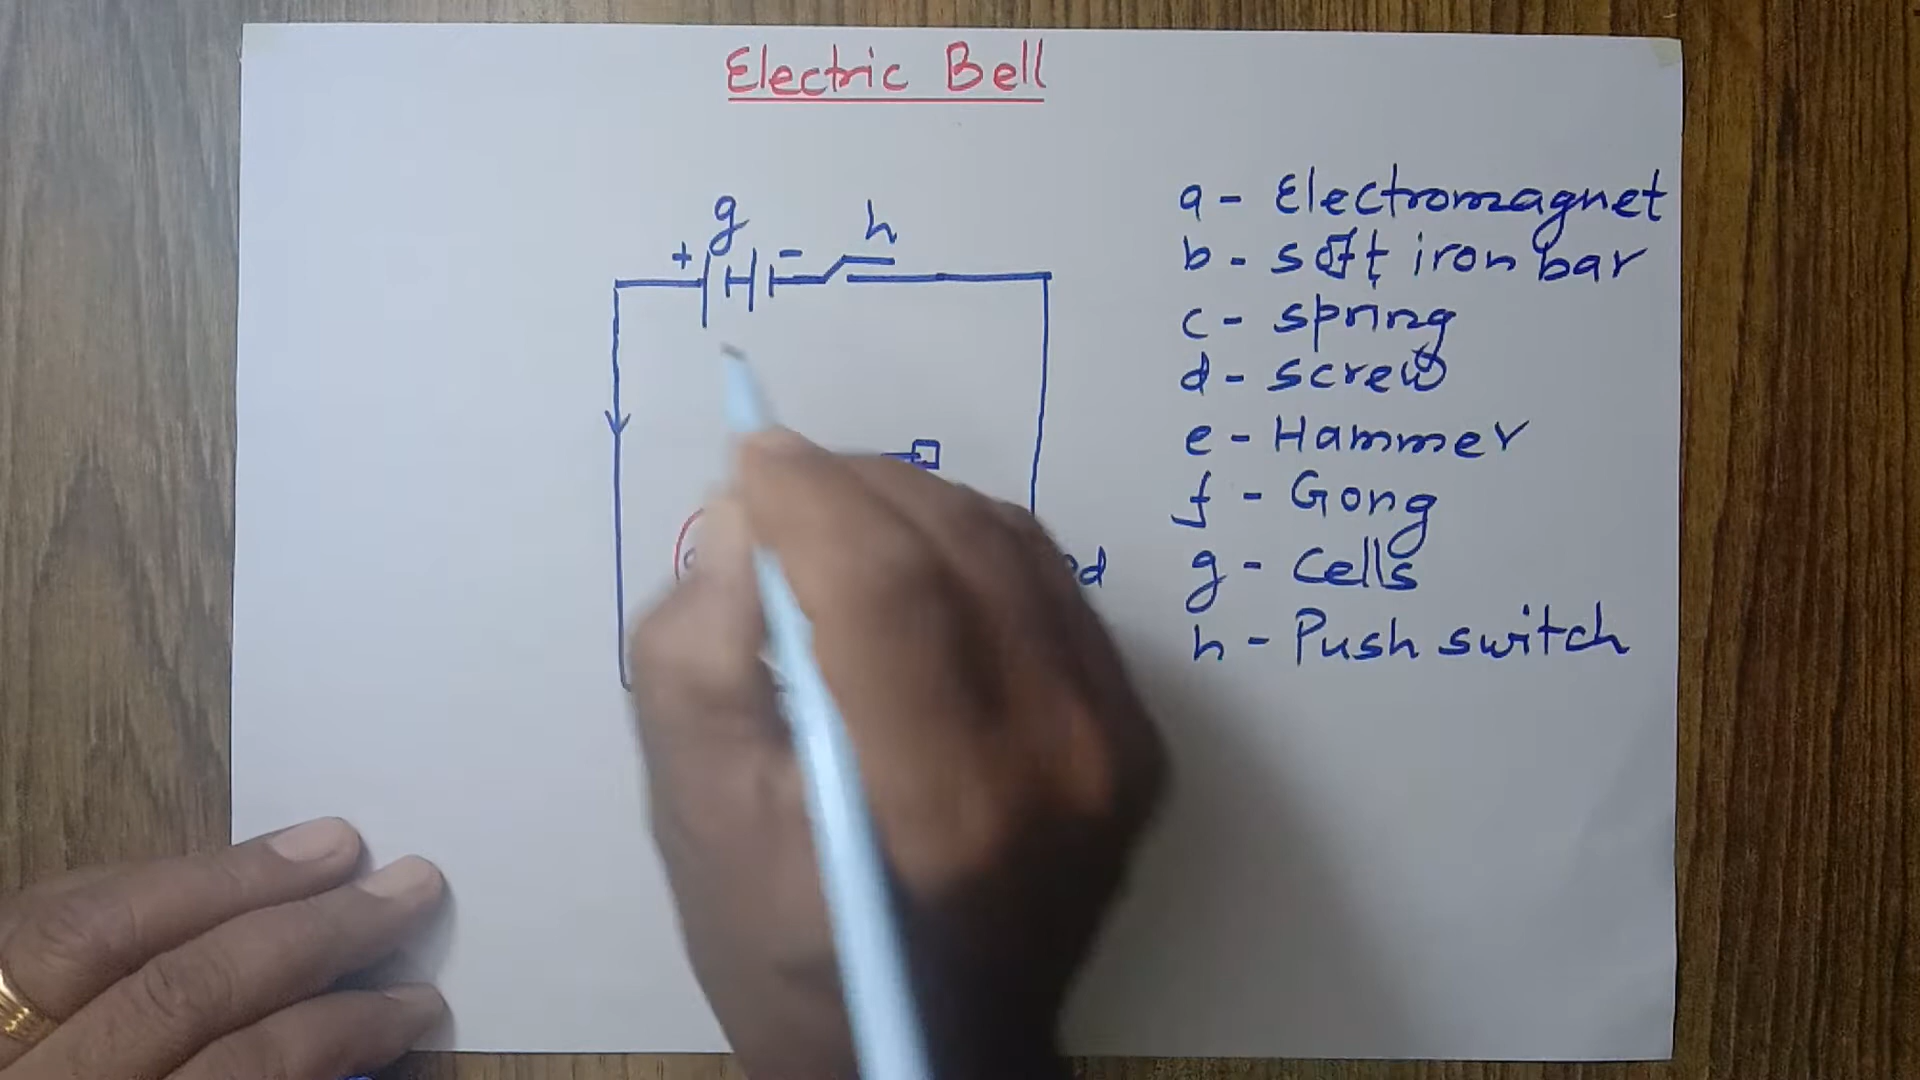 Electric Bell
g
h
+ -
a - Electromagnet
b - soft iron bar
c - spring
d - screw
e - Hammer
f - Gong
g - Cells
h - Push switch
d